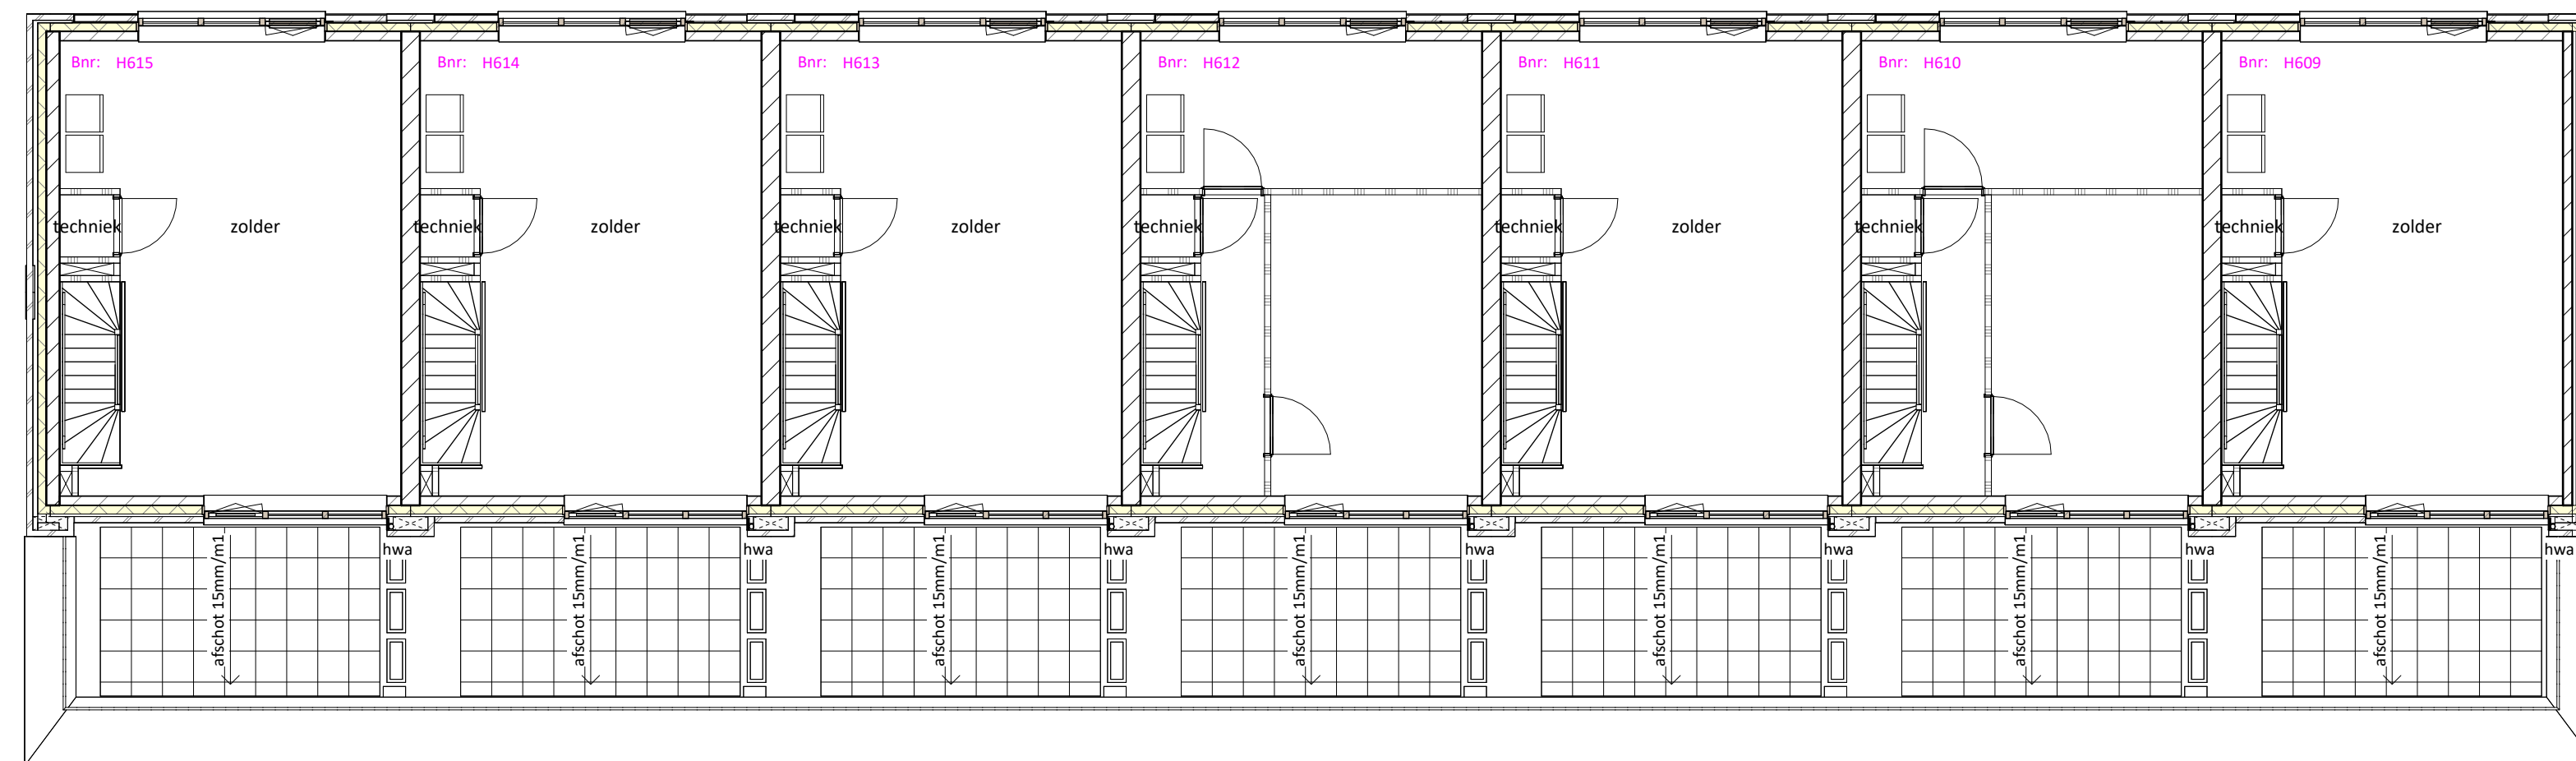 Bnr: H615
Bnr: H614
Bnr: H613
Bnr: H612
Bnr: H611
Bnr: H610
Bnr: H609
techniek
zolder
techniek
zolder
techniek
zolder
techniek
techniek
zolder
techniek
techniek
zolder
hwa
hwa
hwa
hwa
hwa
hwa
hwa
afschot 15mm/m1
afschot 15mm/m1
afschot 15mm/m1
afschot 15mm/m1
afschot 15mm/m1
afschot 15mm/m1
afschot 15mm/m1